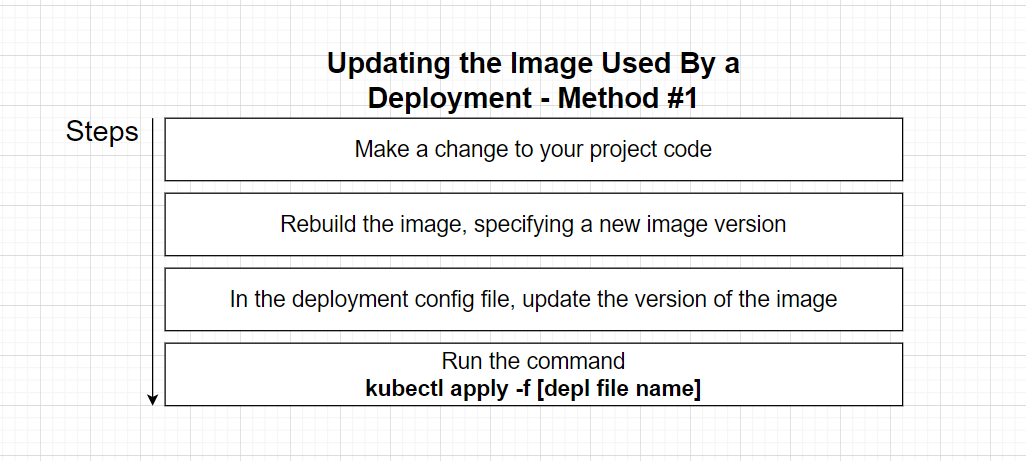 Updating the Image Used By a
Deployment - Method #1
Steps
Make a change to your project code
Rebuild the image, specifying a new image version
In the deployment config file, update the version of the image
Run the command
kubectl apply -f [depl file name]